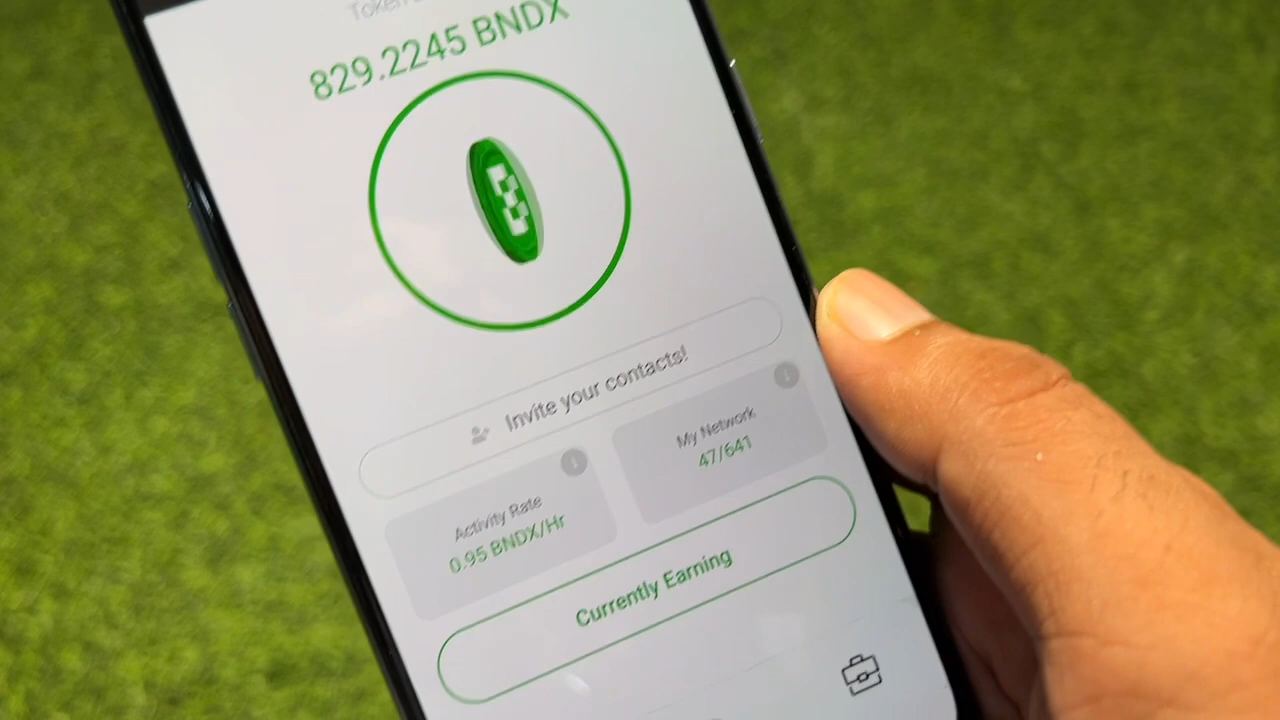 829.2245 BNDX
Invite your contacts!
Activity Rate
0.95 BNDX/Hr
My Network
47/641
Currently Earning